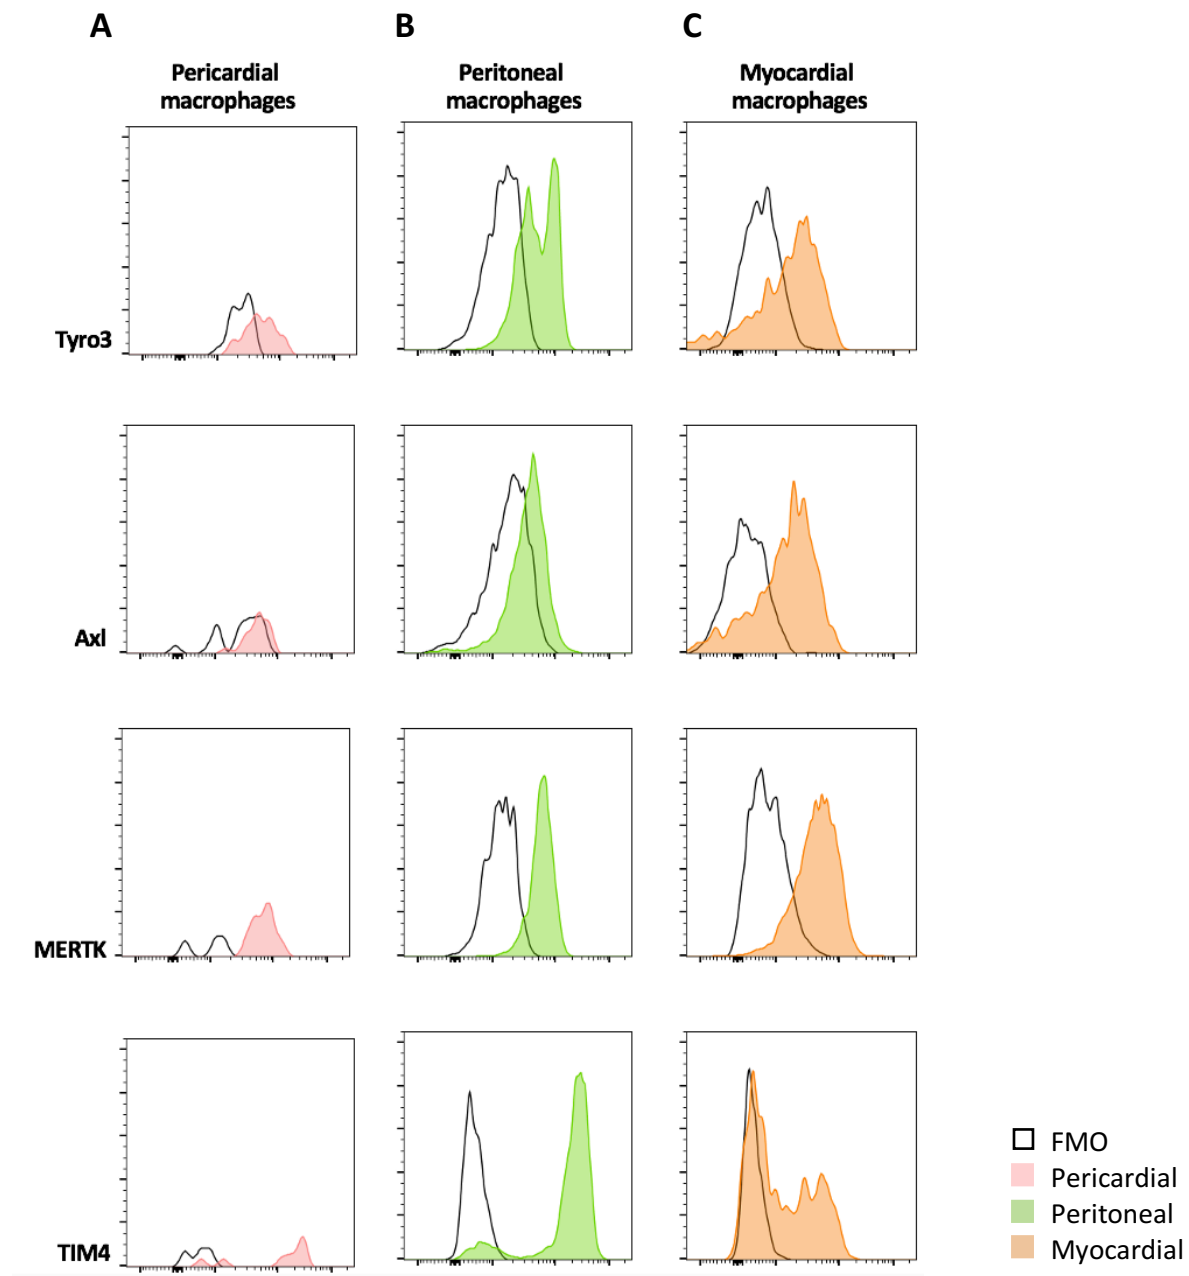 A
B
C
Pericardial
macrophages
Peritoneal
macrophages
Myocardial
macrophages
Tyro3
Axl
MERTK
TIM4
FMO
Pericardial
Peritoneal
Myocardial